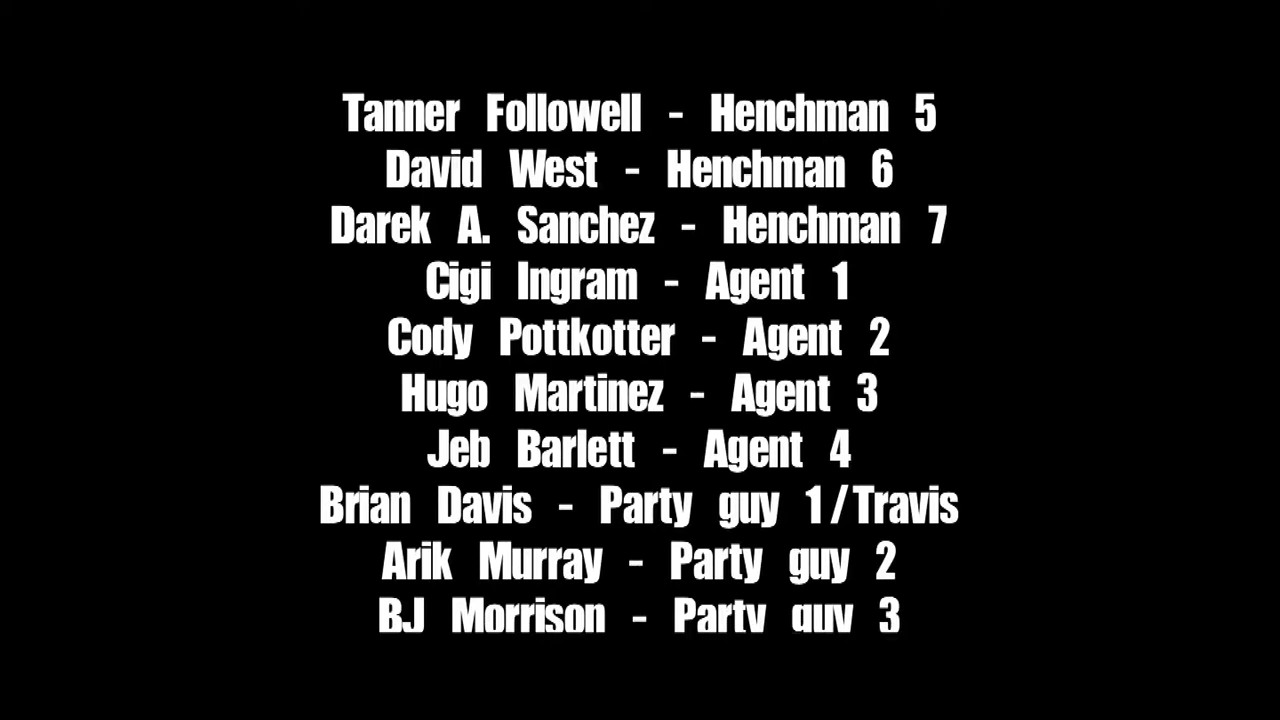 Tanner Followell - Henchman 5
David West - Henchman 6
Darek A. Sanchez - Henchman 7
Cigi Ingram - Agent 1
Cody Pottkotter - Agent 2
Hugo Martinez - Agent 3
Jeb Barlett - Agent 4
Brian Davis - Party guy 1/Travis
Arik Murray - Party guy 2
BJ Morrison - Party guy 3